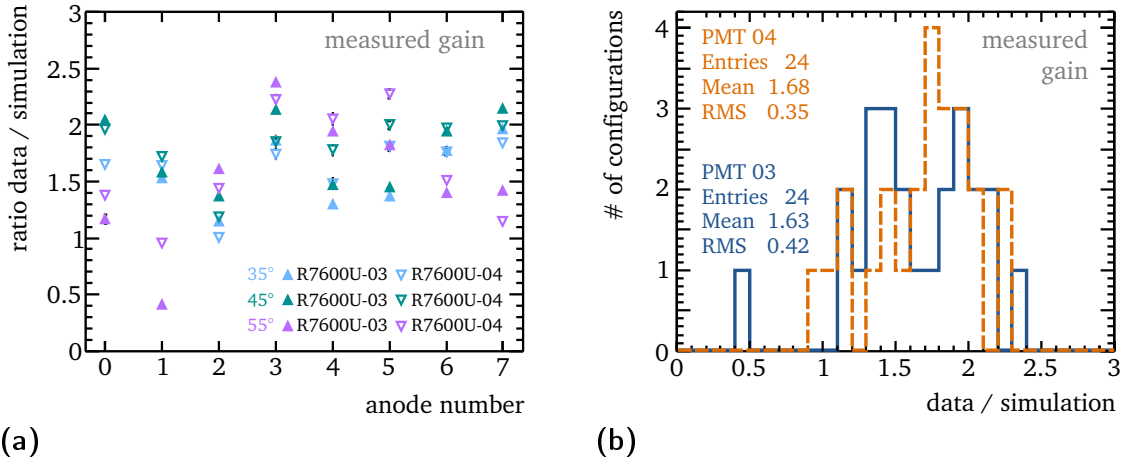 ratio data / simulation
3
2.5
2
1.5
1
0.5
0
measured gain
35° R7600U-03 R7600U-04
45° R7600U-03 R7600U-04
55° R7600U-03 R7600U-04
0 1 2 3 4 5 6 7
anode number
(a)
# of configurations
4
3
2
1
0
PMT 04
Entries 24
Mean 1.68
RMS 0.35
measured
gain
PMT 03
Entries 24
Mean 1.63
RMS 0.42
0 0.5 1 1.5 2 2.5 3
data / simulation
(b)